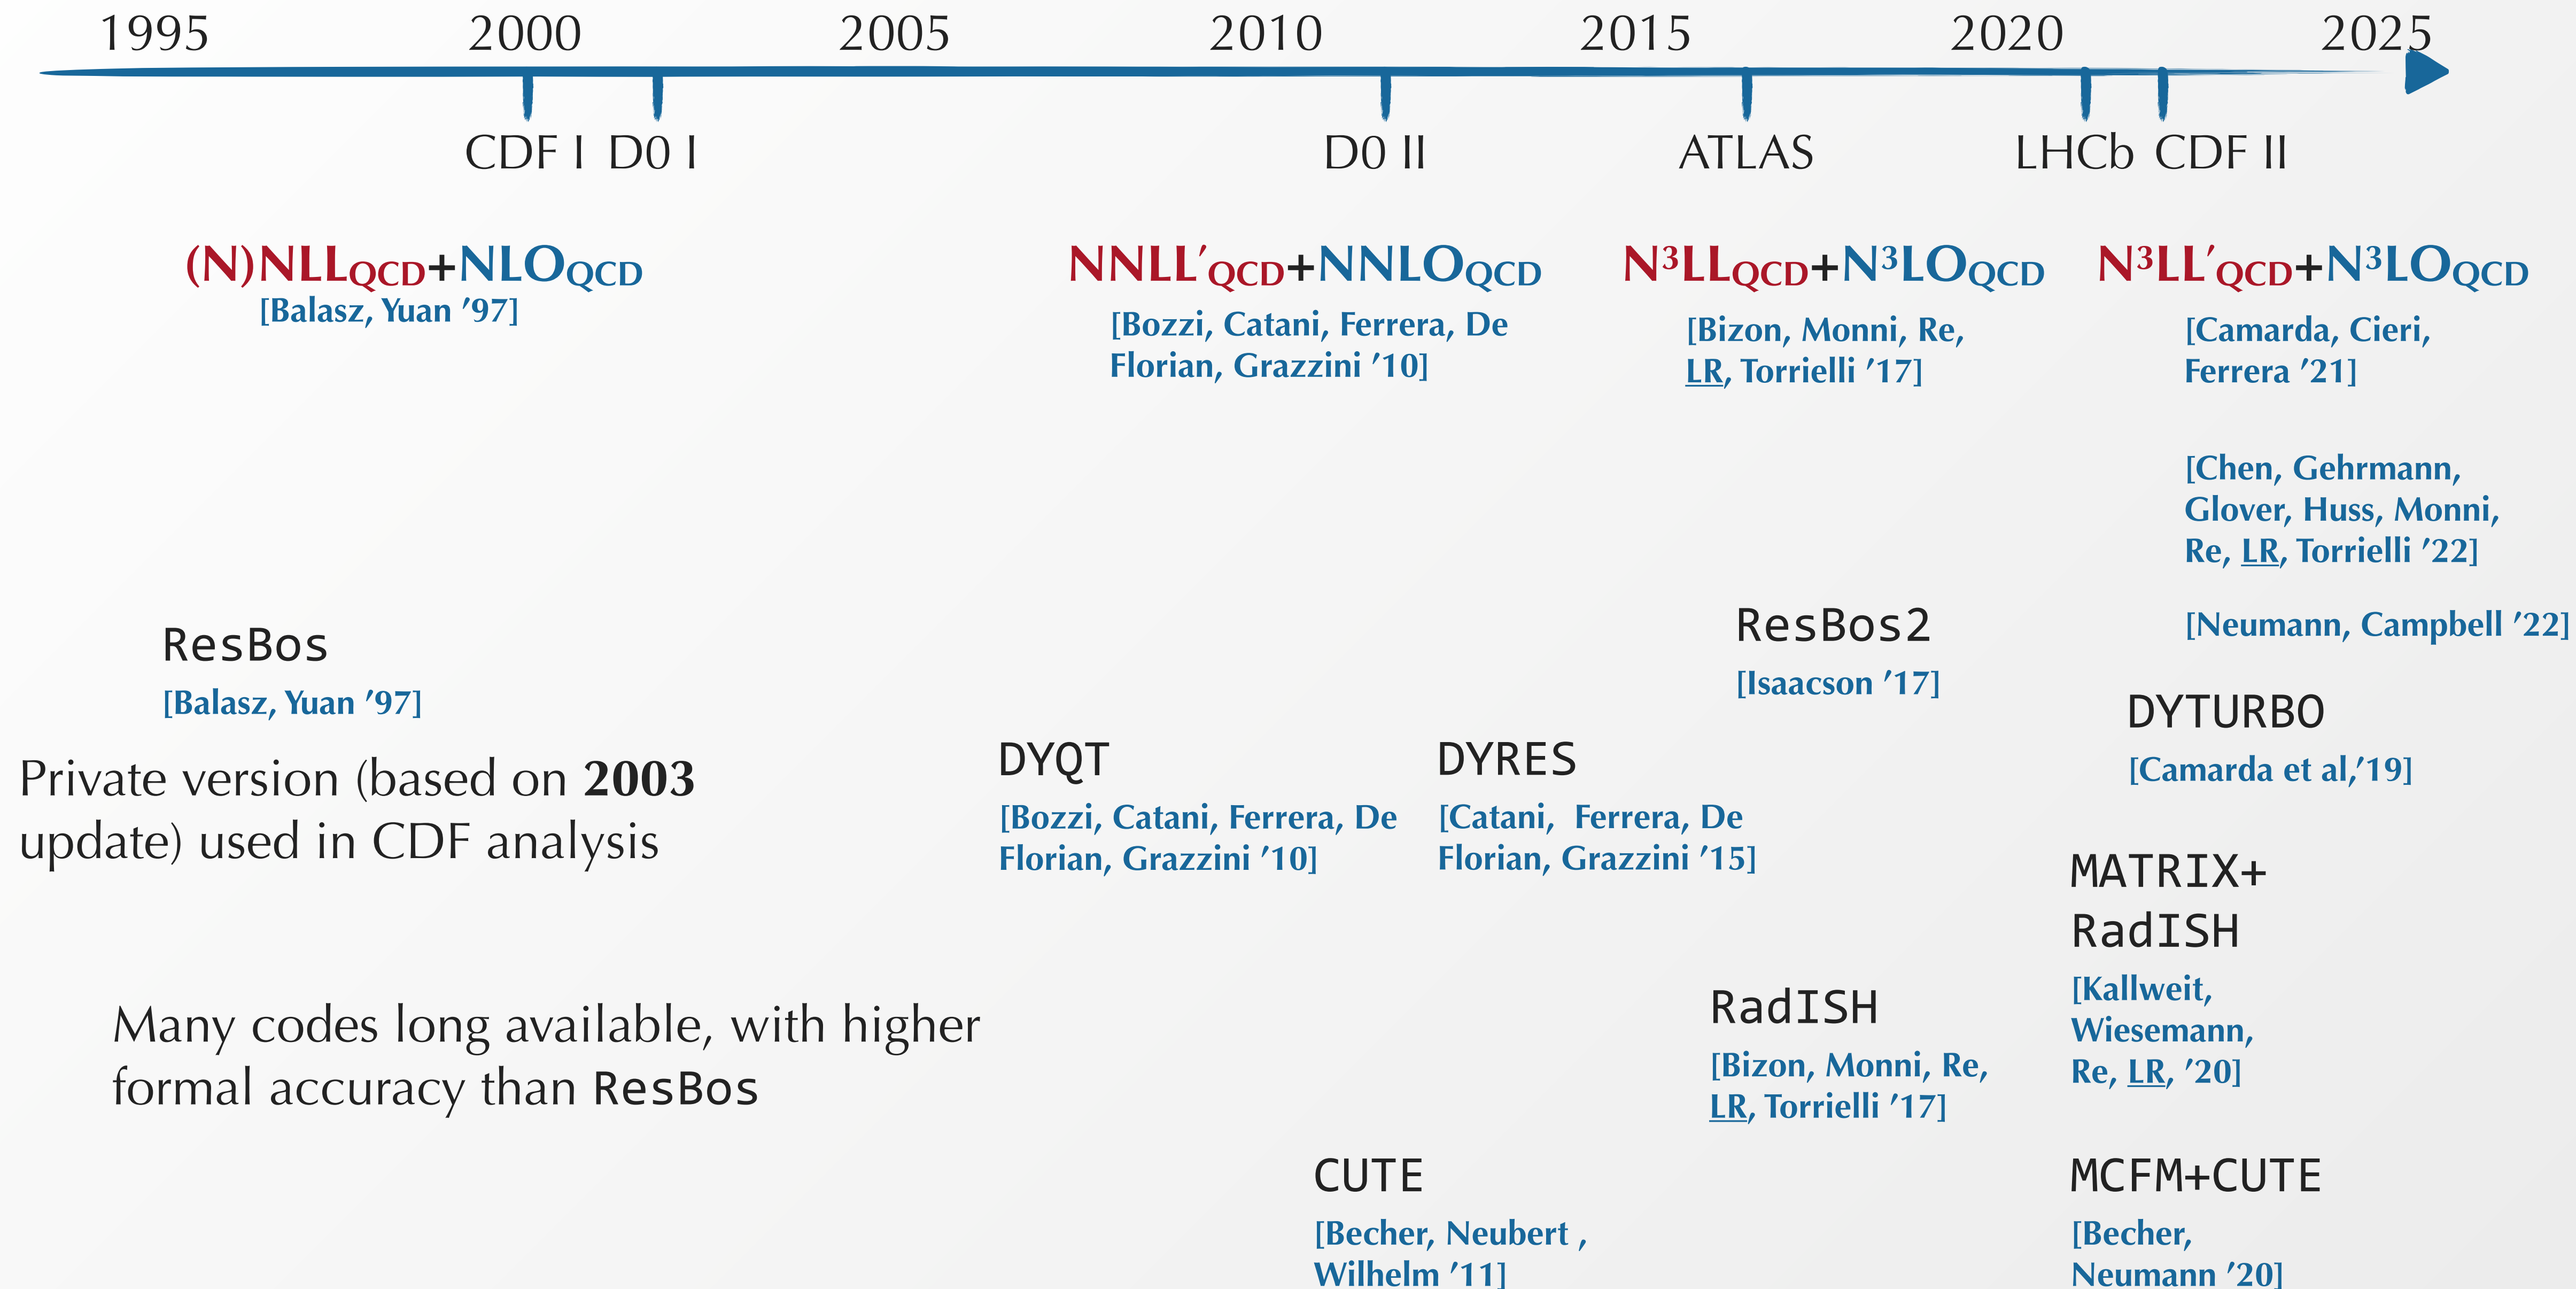 1995 2000 2005 2010 2015 2020 2025
CDF I D0 I D0 II ATLAS LHCb CDF II
(N)NLLQCD+NLOQCD
[Balasz, Yuan ′97]
NNLL′QCD+NNLOQCD
[Bozzi, Catani, Ferrera, De
Florian, Grazzini ′10]
N³LLQCD+N³LOQCD
[Bizon, Monni, Re,
LR, Torrielli ′17]
N³LL′QCD+N³LOQCD
[Camarda, Cieri,
Ferrera ′21]
[Chen, Gehrmann,
Glover, Huss, Monni,
Re, LR, Torrielli ′22]
[Neumann, Campbell ′22]
ResBos
[Balasz, Yuan ′97]
Private version (based on 2003
update) used in CDF analysis
ResBos2
[Isaacson ′17]
DYTURBO
[Camarda et al,′19]
DYQT
[Bozzi, Catani, Ferrera, De
Florian, Grazzini ′10]
DYRES
[Catani, Ferrera, De
Florian, Grazzini ′15]
MATRIX+
RadISH
[Kallweit,
Wiesemann,
Re, LR, ′20]
Many codes long available, with higher
formal accuracy than ResBos
RadISH
[Bizon, Monni, Re,
LR, Torrielli ′17]
CUTE
[Becher, Neubert ,
Wilhelm ′11]
MCFM+CUTE
[Becher,
Neumann ′20]